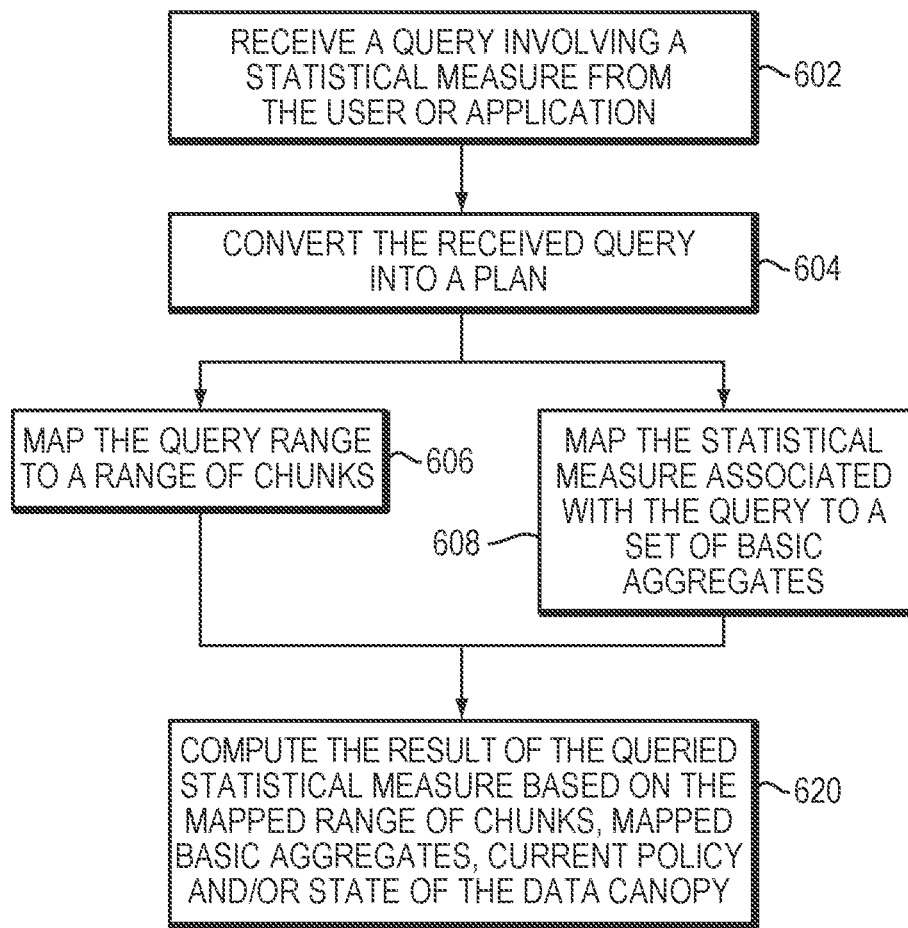 RECEIVE A QUERY INVOLVING A
STATISTICAL MEASURE FROM
THE USER OR APPLICATION
602
CONVERT THE RECEIVED QUERY
INTO A PLAN
604
MAP THE QUERY RANGE
TO A RANGE OF CHUNKS
606
MAP THE STATISTICAL
MEASURE ASSOCIATED
WITH THE QUERY TO A
SET OF BASIC
AGGREGATES
608
COMPUTE THE RESULT OF THE QUERIED
STATISTICAL MEASURE BASED ON THE
MAPPED RANGE OF CHUNKS, MAPPED
BASIC AGGREGATES, CURRENT POLICY
AND/OR STATE OF THE DATA CANOPY
620